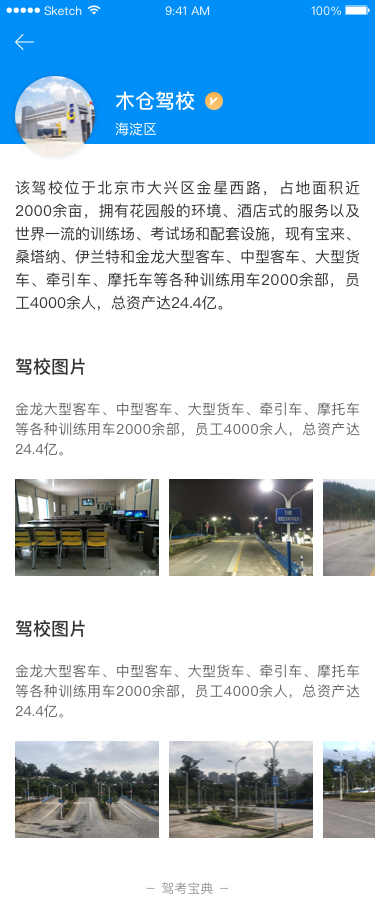 Sketch 9:41 AM 100%
木仓驾校
海淀区
该驾校位于北京市大兴区金星西路，占地面积近
2000余亩，拥有花园般的环境、酒店式的服务以及
世界一流的训练场、考试场和配套设施，现有宝来、
桑塔纳、伊兰特和金龙大型客车、中型客车、大型货
车、牵引车、摩托车等各种训练用车2000余部，员
工4000余人，总资产达24.4亿。
驾校图片
金龙大型客车、中型客车、大型货车、牵引车、摩托车
等各种训练用车2000余部，员工4000余人，总资产达
24.4亿。
驾校图片
金龙大型客车、中型客车、大型货车、牵引车、摩托车
等各种训练用车2000余部，员工4000余人，总资产达
24.4亿。
— 驾考宝典 —